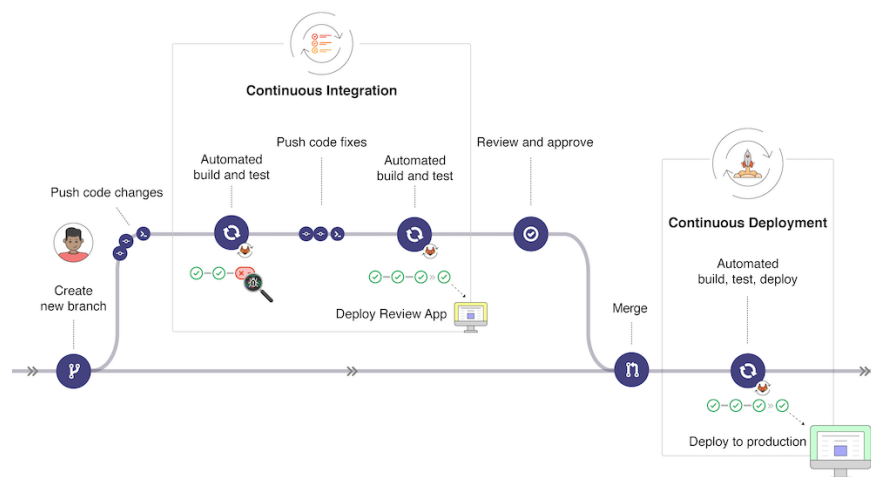 Continuous Integration
Push code fixes
Review and approve
Automated
build and test
Automated
build and test
Push code changes
Continuous Deployment
Create
new branch
Automated
build, test, deploy
Deploy Review App
Merge
Deploy to production